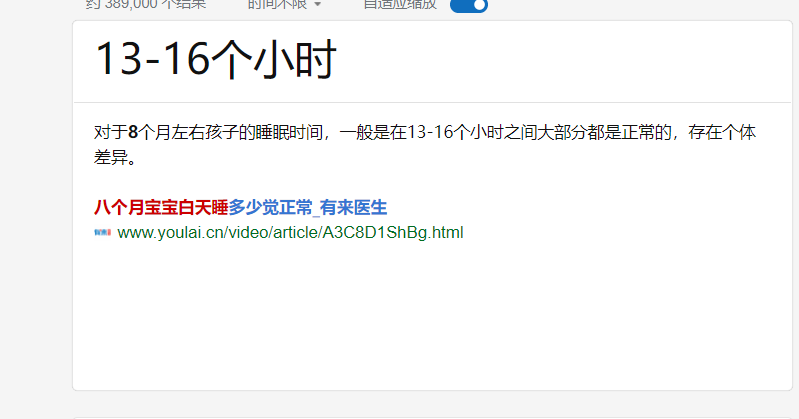 约 389,000 个结果 时间不限 自适应缩放
13-16个小时
对于8个月左右孩子的睡眠时间，一般是在13-16个小时之间大部分都是正常的，存在个体
差异。
八个月宝宝白天睡多少觉正常_有来医生
www.youlai.cn/video/article/A3C8D1ShBg.html